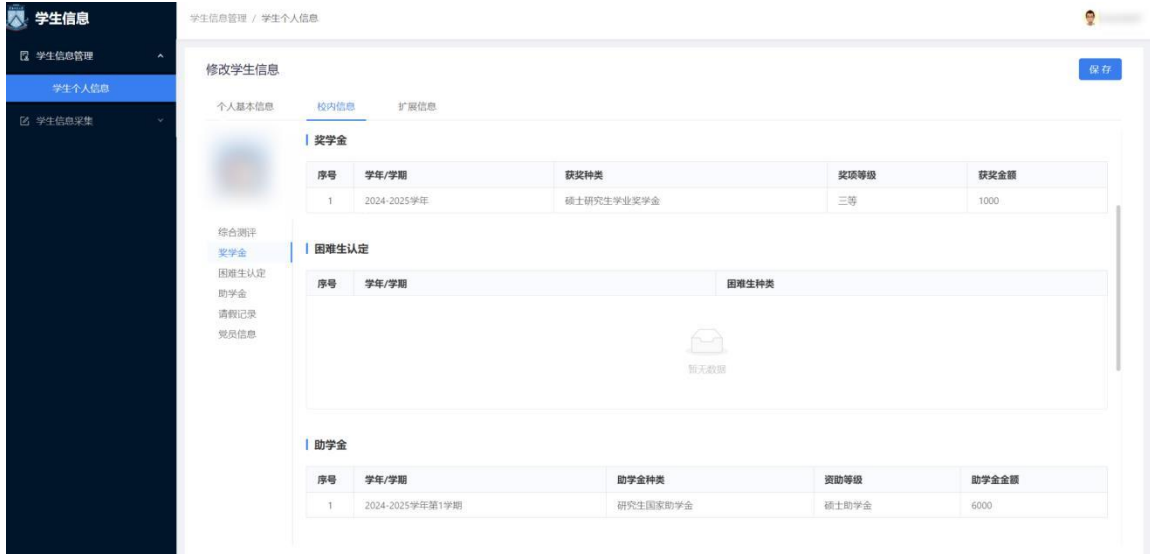 学生信息
学生信息管理 / 学生个人信息
学生信息管理
学生个人信息
学生信息采集
修改学生信息
保存
个人基本信息 校内信息 扩展信息
综合测评
奖学金
困难生认定
助学金
请假记录
党员信息
奖学金
序号 学年/学期 获奖种类 奖项等级 获奖金额
1 2024-2025学年 硕士研究生学业奖学金 三等 1000
困难生认定
序号 学年/学期 困难生种类
暂无数据
助学金
序号 学年/学期 助学金种类 资助等级 助学金金额
1 2024-2025学年第1学期 研究生国家助学金 硕士助学金 6000